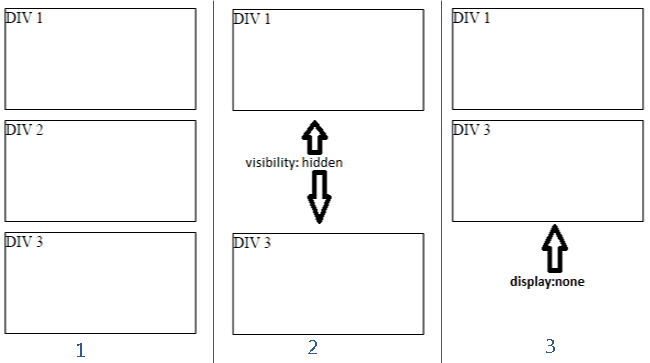 DIV 1
DIV 2
DIV 3
1
DIV 1
visibility: hidden
DIV 3
2
DIV 1
DIV 3
display:none
3